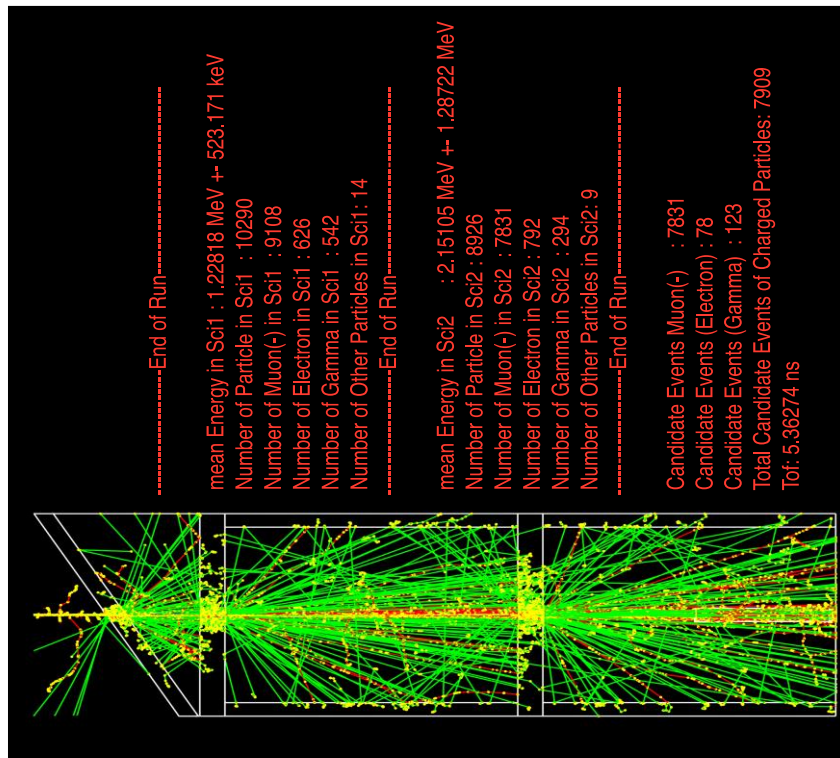 --------------------End of Run--------------------
mean Energy in Sci1 : 1.22818 MeV +- 523.171 keV
Number of Particle in Sci1 : 10290
Number of Muon(-) in Sci1 : 9108
Number of Electron in Sci1 : 626
Number of Gamma in Sci1 : 542
Number of Other Particles in Sci1: 14
--------------------End of Run--------------------
mean Energy in Sci2 : 2.15105 MeV +- 1.28722 MeV
Number of Particle in Sci2 : 8926
Number of Muon(-) in Sci2 : 7831
Number of Electron in Sci2 : 792
Number of Gamma in Sci2 : 294
Number of Other Particles in Sci2: 9
--------------------End of Run--------------------
Candidate Events Muon(-) : 7831
Candidate Events (Electron) : 78
Candidate Events (Gamma) : 123
Total Candidate Events of Charged Particles: 7909
Tof: 5.36274 ns